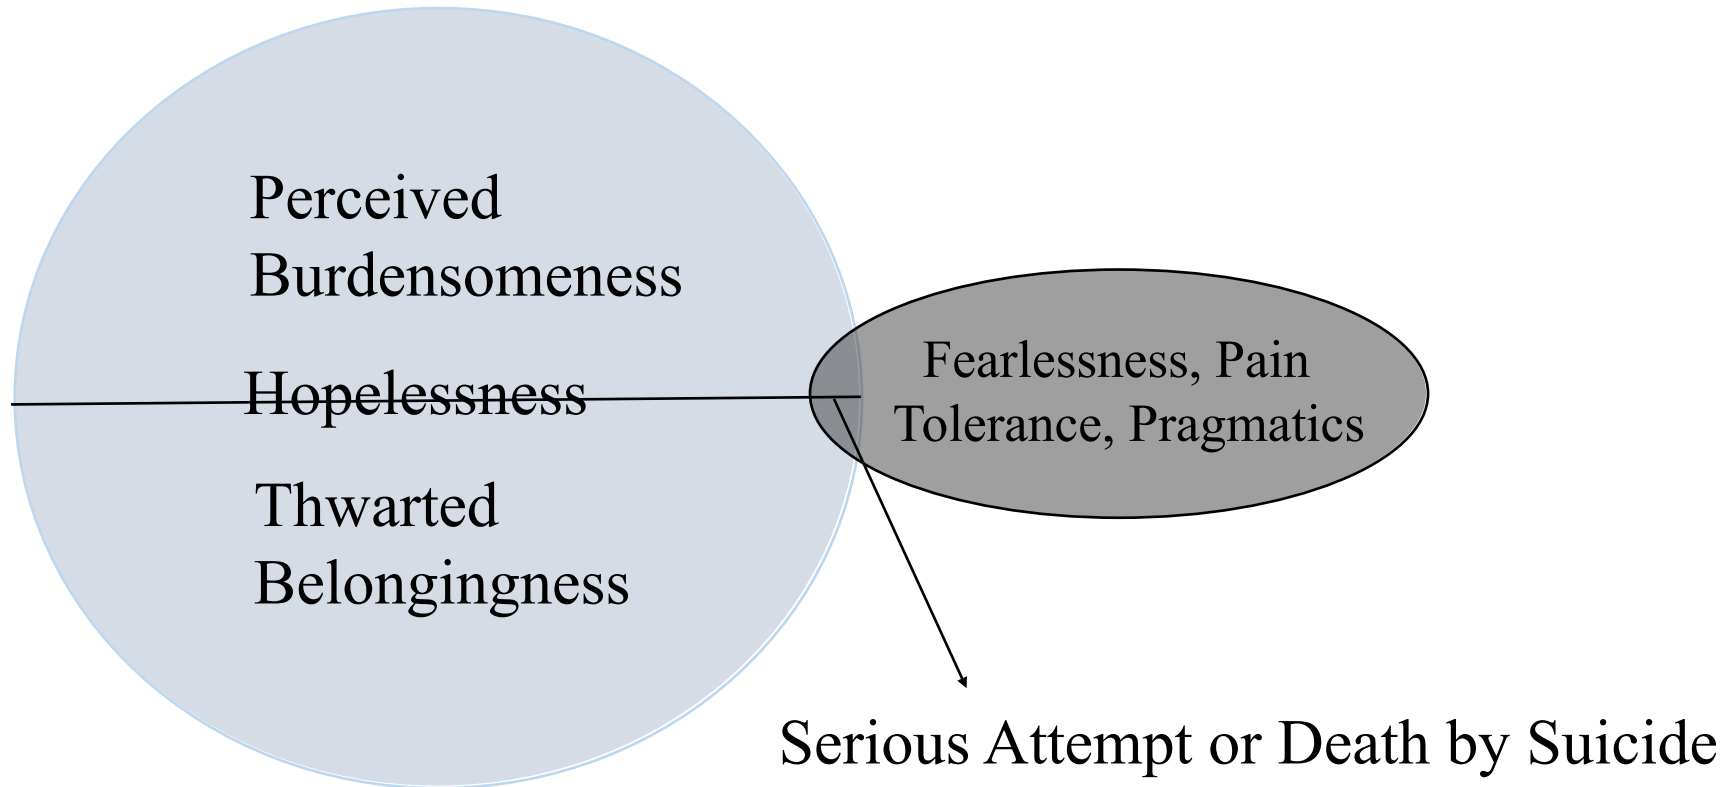 Perceived
Burdensomeness
Hopelessness
Thwarted
Belongingness
Fearlessness, Pain
Tolerance, Pragmatics
Serious Attempt or Death by Suicide